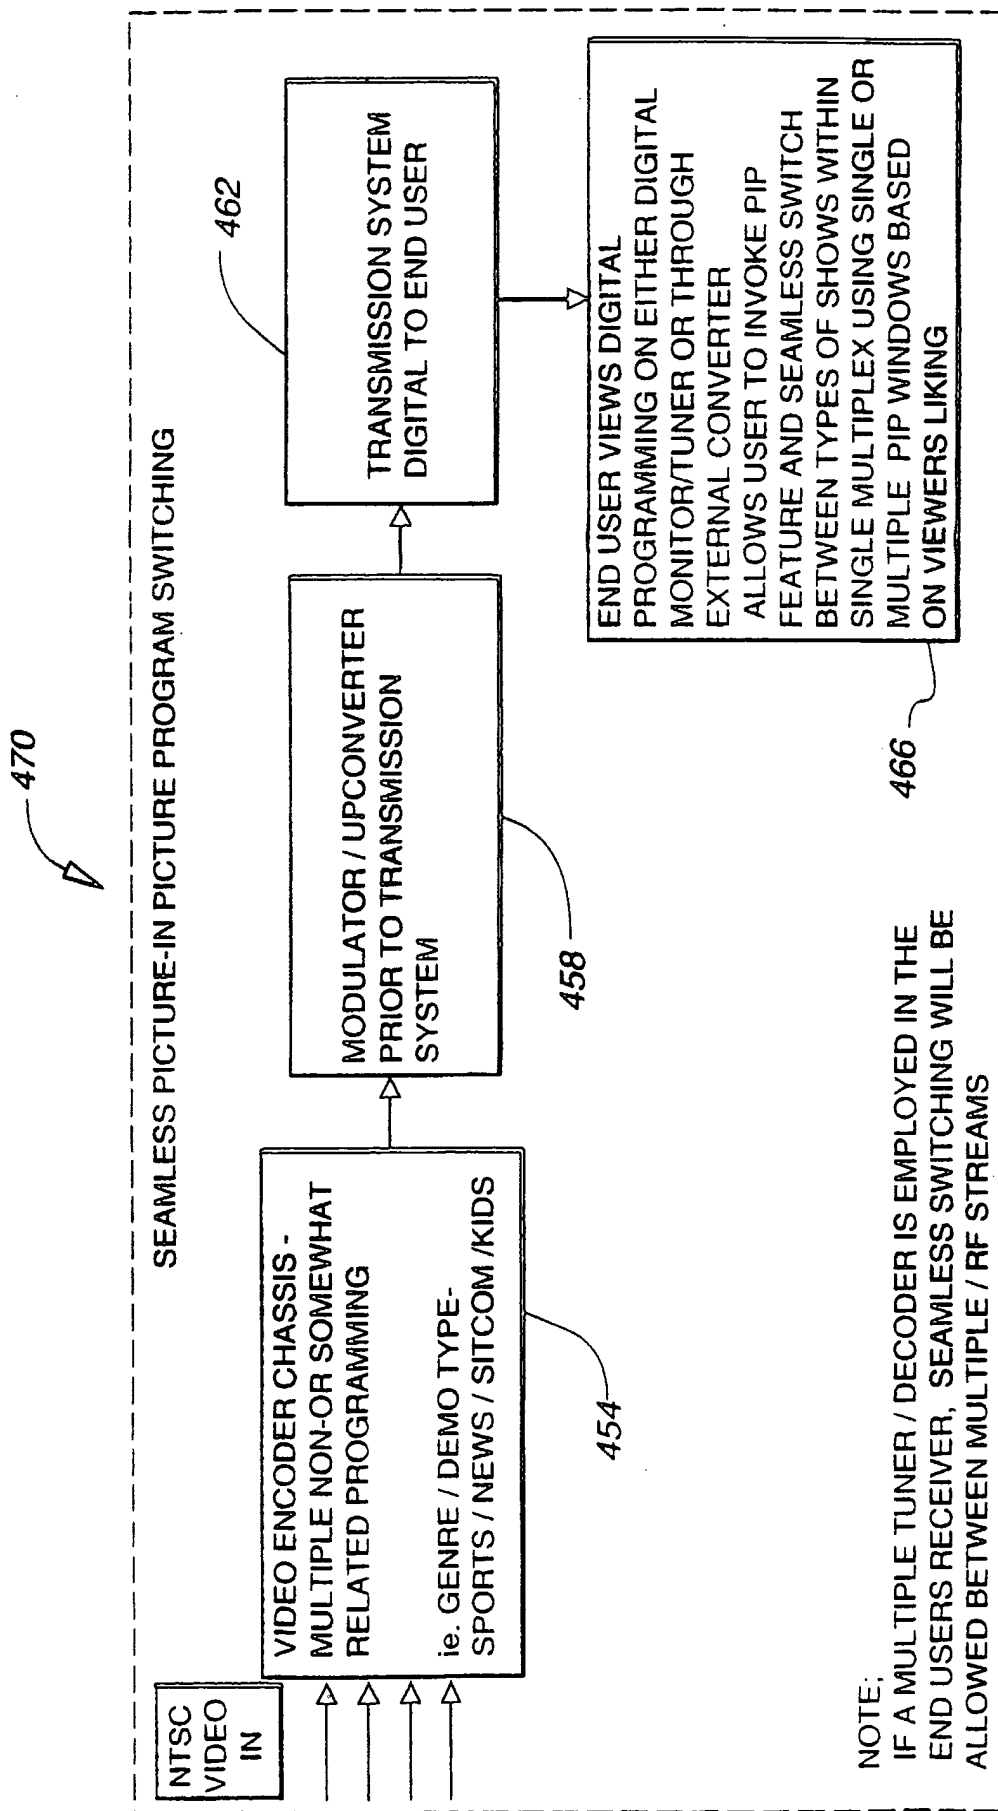 470
SEAMLESS PICTURE-IN PICTURE PROGRAM SWITCHING
NTSC
VIDEO
IN
VIDEO ENCODER CHASSIS -
MULTIPLE NON-OR SOMEWHAT
RELATED PROGRAMMING
ie. GENRE / DEMO TYPE-
SPORTS / NEWS / SITCOM /KIDS
454
MODULATOR / UPCONVERTER
PRIOR TO TRANSMISSION
SYSTEM
458
TRANSMISSION SYSTEM
DIGITAL TO END USER
462
END USER VIEWS DIGITAL
PROGRAMMING ON EITHER DIGITAL
MONITOR/TUNER OR THROUGH
EXTERNAL CONVERTER
ALLOWS USER TO INVOKE PIP
FEATURE AND SEAMLESS SWITCH
BETWEEN TYPES OF SHOWS WITHIN
SINGLE MULTIPLEX USING SINGLE OR
MULTIPLE PIP WINDOWS BASED
ON VIEWERS LIKING
466
NOTE;
IF A MULTIPLE TUNER / DECODER IS EMPLOYED IN THE
END USERS RECEIVER, SEAMLESS SWITCHING WILL BE
ALLOWED BETWEEN MULTIPLE / RF STREAMS